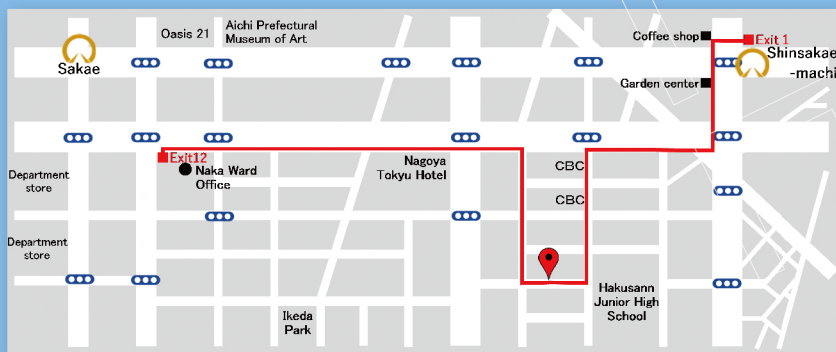 Oasis 21
Aichi Prefectural
Museum of Art
Coffee shop
Exit 1
Sakae
Shinsakae
-machi
Garden center
Exit12
Naka Ward
Office
Nagoya
Tokyu Hotel
CBC
CBC
Department
store
Department
store
Hakusann
Junior High
School
Ikeda
Park